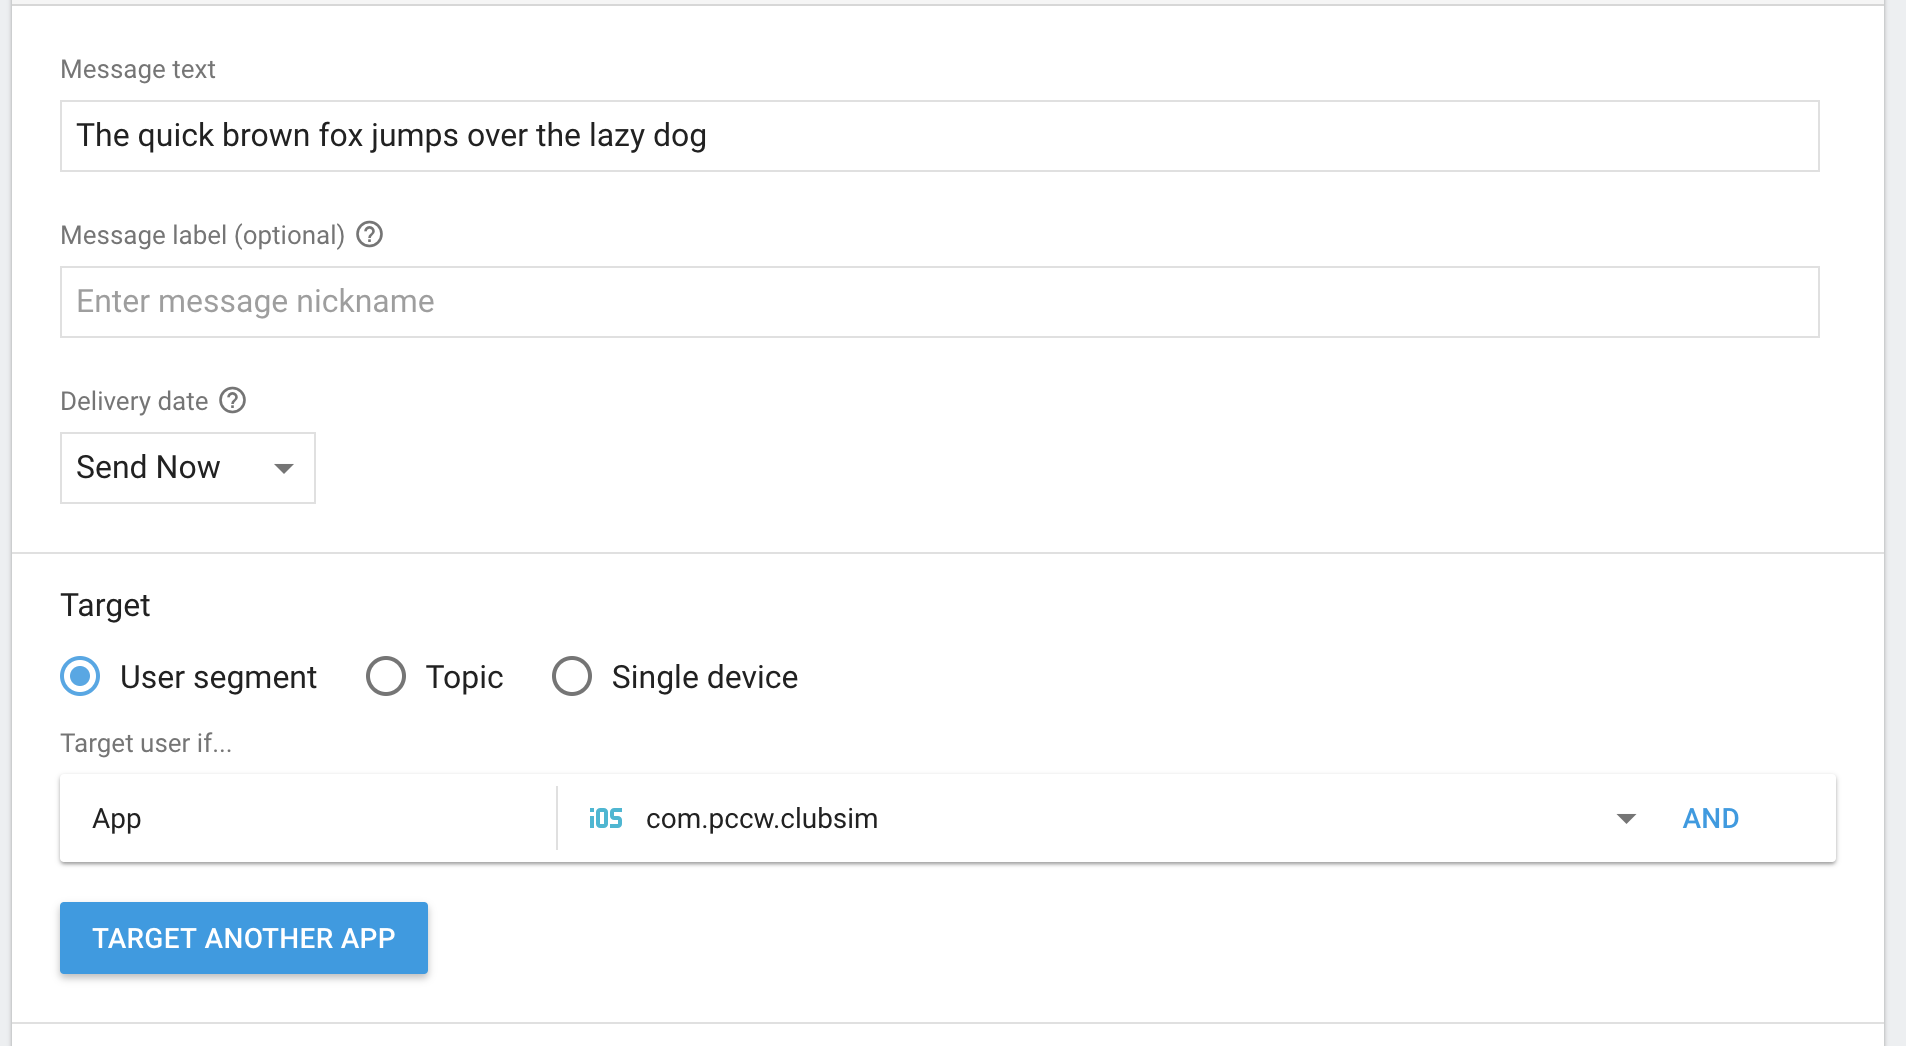 Message text
The quick brown fox jumps over the lazy dog
Message label (optional) ?
Enter message nickname
Delivery date ?
Send Now
Target
User segment Topic Single device
Target user if...
App iOS com.pccw.clubsim AND
TARGET ANOTHER APP